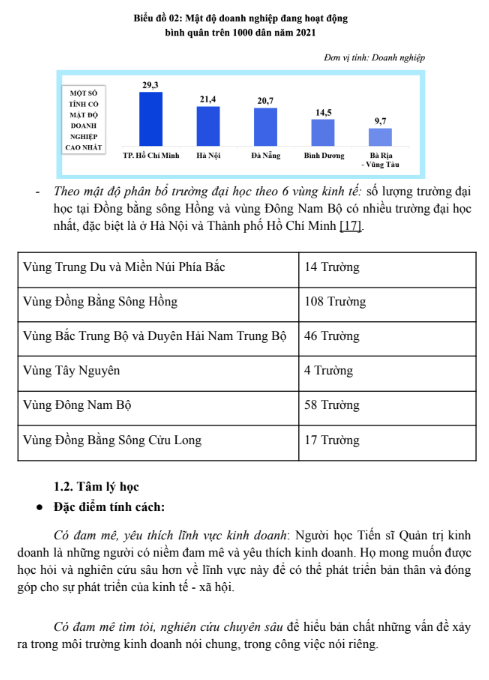 Biểu đồ 02: Mật độ doanh nghiệp đang hoạt động
bình quân trên 1000 dân năm 2021
Đơn vị tính: Doanh nghiệp
MỘT SỐ
TỈNH CÓ
MẬT ĐỘ
DOANH
NGHIỆP
CAO NHẤT
29,3
21,4
20,7
14,5
9,7
TP. Hồ Chí Minh
Hà Nội
Đà Nẵng
Bình Dương
Bà Rịa
- Vũng Tàu
- Theo mật độ phân bổ trường đại học theo 6 vùng kinh tế: số lượng trường đại
học tại Đồng bằng sông Hồng và vùng Đông Nam Bộ có nhiều trường đại học
nhất, đặc biệt là ở Hà Nội và Thành phố Hồ Chí Minh [17].
Vùng Trung Du và Miền Núi Phía Bắc 14 Trường
Vùng Đồng Bằng Sông Hồng 108 Trường
Vùng Bắc Trung Bộ và Duyên Hải Nam Trung Bộ 46 Trường
Vùng Tây Nguyên 4 Trường
Vùng Đông Nam Bộ 58 Trường
Vùng Đồng Bằng Sông Cửu Long 17 Trường
1.2. Tâm lý học
● Đặc điểm tính cách:
Có đam mê, yêu thích lĩnh vực kinh doanh: Người học Tiến sĩ Quản trị kinh
doanh là những người có niềm đam mê và yêu thích kinh doanh. Họ mong muốn được
học hỏi và nghiên cứu sâu hơn về lĩnh vực này để có thể phát triển bản thân và đóng
góp cho sự phát triển của kinh tế - xã hội.
Có đam mê tìm tòi, nghiên cứu chuyên sâu để hiểu bản chất những vấn đề xảy
ra trong môi trường kinh doanh nói chung, trong công việc nói riêng.